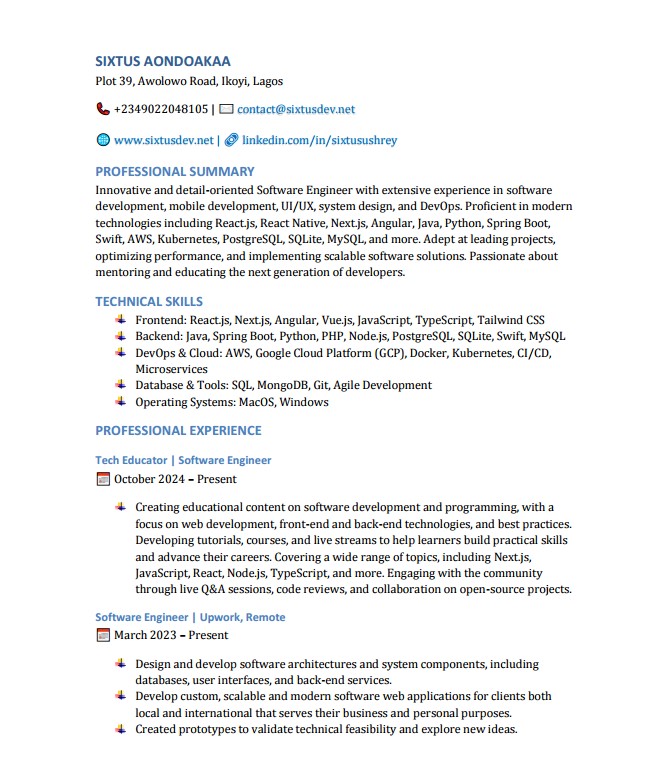 SIXTUS AONDOAKAA
Plot 39, Awolowo Road, Ikoyi, Lagos
+2349022048105 | contact@sixtusdev.net
www.sixtusdev.net | linkedin.com/in/sixtusushrey
PROFESSIONAL SUMMARY
Innovative and detail-oriented Software Engineer with extensive experience in software
development, mobile development, UI/UX, system design, and DevOps. Proficient in modern
technologies including React.js, React Native, Next.js, Angular, Java, Python, Spring Boot,
Swift, AWS, Kubernetes, PostgreSQL, SQLite, MySQL, and more. Adept at leading projects,
optimizing performance, and implementing scalable software solutions. Passionate about
mentoring and educating the next generation of developers.
TECHNICAL SKILLS
Frontend: React.js, Next.js, Angular, Vue.js, JavaScript, TypeScript, Tailwind CSS
Backend: Java, Spring Boot, Python, PHP, Node.js, PostgreSQL, SQLite, Swift, MySQL
DevOps & Cloud: AWS, Google Cloud Platform (GCP), Docker, Kubernetes, CI/CD,
Microservices
Database & Tools: SQL, MongoDB, Git, Agile Development
Operating Systems: MacOS, Windows
PROFESSIONAL EXPERIENCE
Tech Educator | Software Engineer
October 2024 – Present
Creating educational content on software development and programming, with a
focus on web development, front-end and back-end technologies, and best practices.
Developing tutorials, courses, and live streams to help learners build practical skills
and advance their careers. Covering a wide range of topics, including Next.js,
JavaScript, React, Node.js, TypeScript, and more. Engaging with the community
through live Q&A sessions, code reviews, and collaboration on open-source projects.
Software Engineer | Upwork, Remote
March 2023 – Present
Design and develop software architectures and system components, including
databases, user interfaces, and back-end services.
Develop custom, scalable and modern software web applications for clients both
local and international that serves their business and personal purposes.
Created prototypes to validate technical feasibility and explore new ideas.